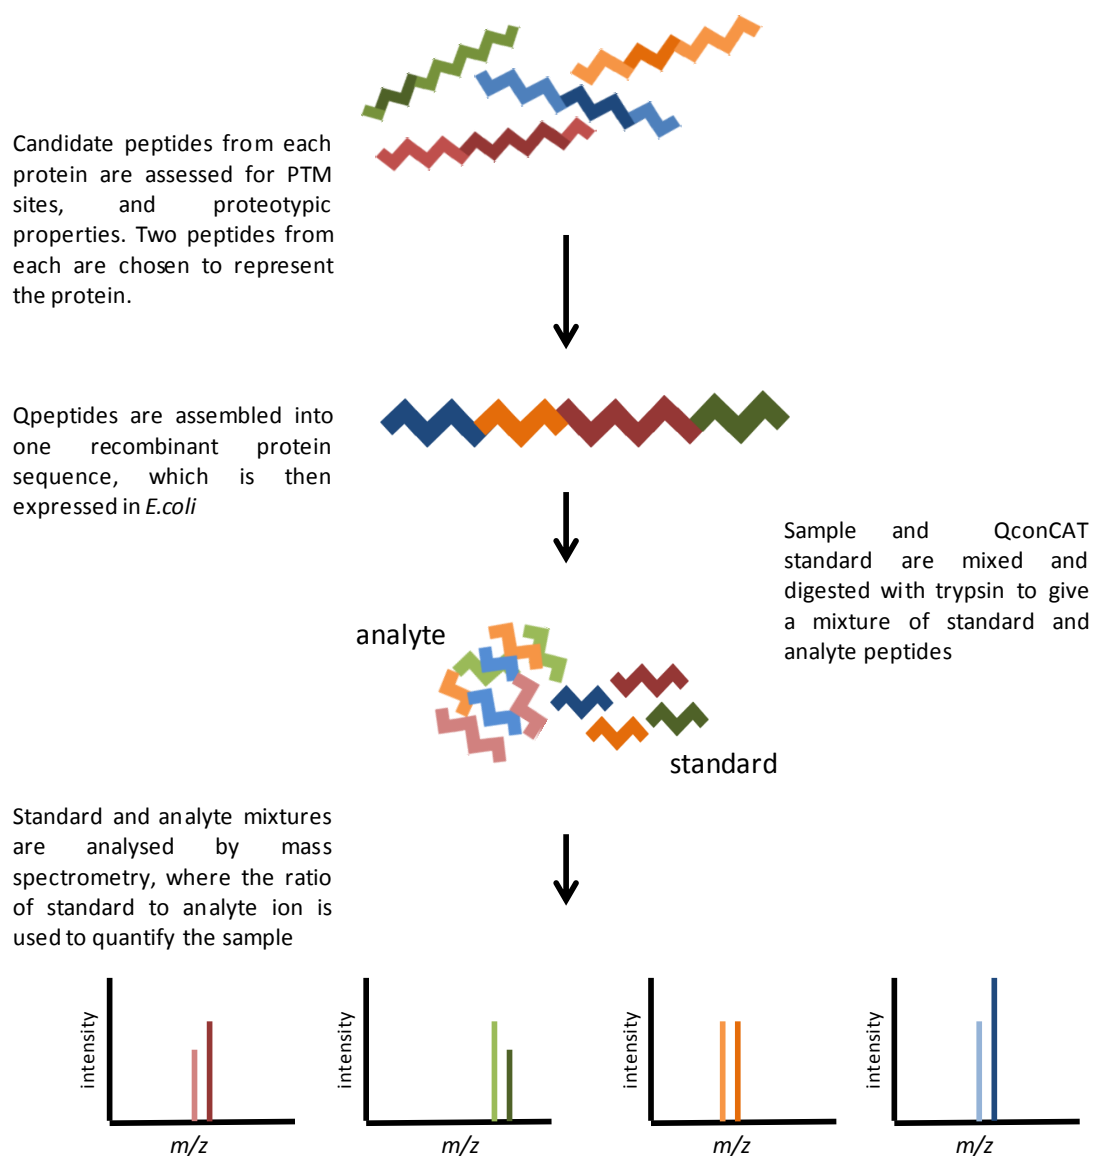 Candidate peptides from each
protein are assessed for PTM
sites, and proteotypic
properties. Two peptides from
each are chosen to represent
the protein.
Qpeptides are assembled into
one recombinant protein
sequence, which is then
expressed in E.coli
Sample and QconCAT
standard are mixed and
digested with trypsin to give
a mixture of standard and
analyte peptides
analyte
standard
Standard and analyte mixtures
are analysed by mass
spectrometry, where the ratio
of standard to analyte ion is
used to quantify the sample
intensity
m/z
intensity
m/z
intensity
m/z
intensity
m/z